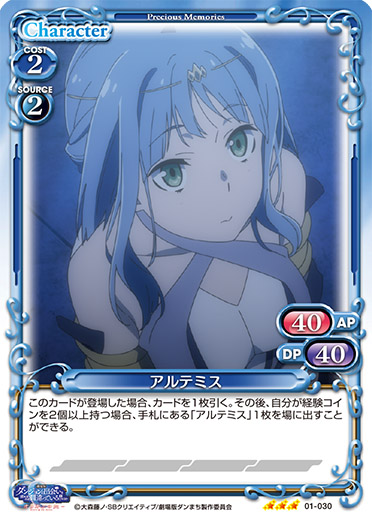 Precious Memories
Character
COST
2
SOURCE
2
40 AP
DP 40
アルテミス
このカードが登場した場合、カードを1枚引く。その後、自分が経験コイ
ンを2個以上持つ場合、手札にある「アルテミス」1枚を場に出すこと
ができる。
©大森藤ノ・SBクリエイティブ/劇場版ダンまち製作委員会
01-030